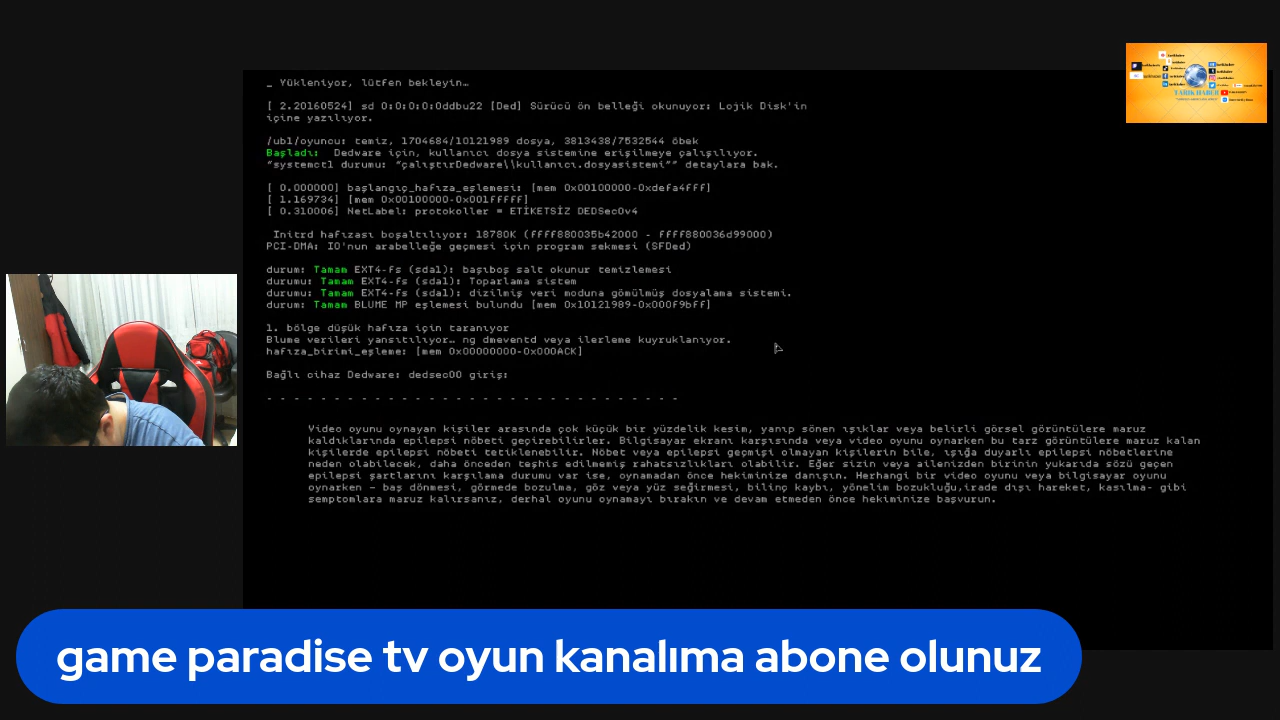 _ Yükleniyor, lütfen bekleyin…
[ 2.20160524] sd 0:0:0:0:0ddbu22 [Ded] Sürücü ön belleği okunuyor: Lojik Disk'in
içine yazılıyor.
/ubl/oyuncu: temiz, 1704684/10121989 dosya, 3813438/7532544 öbek
Başladı: Dedware için, kullanıcı dosya sistemine erişilmeye çalışılıyor.
"systemctl durumu: "çalıştırDedware\\kullanıcı.dosyasistemi"" detaylara bak.
[ 0.000000] başlangıç_hafıza_eşlemesi: [mem 0x00100000-0xdefa4fff]
[ 1.169734] [mem 0x00100000-0x001fffff]
[ 0.310006] NetLabel: protokoller = ETİKETSİZ DEDSecOv4
Initrd hafızası boşaltılıyor: 18780K (ffff880035b42000 - ffff880036d99000)
PCI-DMA: IO'nun arabelleğe geçmesi için program sekmesi (SFDed)
durum: Tamam EXT4-fs (sdal): başıboş salt okunur temizlemesi
durumu: Tamam EXT4-fs (sdal): Toparlama sistem
durumu: Tamam EXT4-fs (sdal): dizilmiş veri moduna gömülmüş dosyalama sistemi.
durum: Tamam BLUME MP eşlemesi bulundu [mem 0x10121989-0x000f9bff]
1. bölge düşük hafıza için taranıyor
Blume verileri yansıtılıyor… ng dmeventd veya ilerleme kuyruklanıyor.
hafıza_birimi_eşleme: [mem 0x00000000-0x000ACK]
Bağlı cihaz Dedware: dedsec00 giriş:
- - - - - - - - - - - - - - - - - - - - - - - - - - - - - - -
Video oyunu oynayan kişiler arasında çok küçük bir yüzdelik kesim, yanıp sönen ışıklar veya belirli görsel görüntülere maruz
kaldıklarında epilepsi nöbeti geçirebilirler. Bilgisayar ekranı karşısında veya video oyunu oynarken bu tarz görüntülere maruz kalan
kişilerde epilepsi nöbeti tetiklenebilir. Nöbet veya epilepsi geçmişi olmayan kişilerin bile, ışığa duyarlı epilepsi nöbetlerine
neden olabilecek, daha önceden teşhis edilmemiş rahatsızlıkları olabilir. Eğer sizin veya ailenizden birinin yukarıda sözü geçen
epilepsi şartlarını karşılama durumu var ise, oynamadan önce hekiminize danışın. Herhangi bir video oyunu veya bilgisayar oyunu
oynarken – baş dönmesi, görmede bozulma, göz veya yüz seğirmesi, bilinç kaybı, yönelim bozukluğu,irade dışı hareket, kasılma- gibi
semptomlara maruz kalırsanız, derhal oyunu oynamayı bırakın ve devam etmeden önce hekiminize başvurun.
TARIK HABER
game paradise tv oyun kanalıma abone olunuz